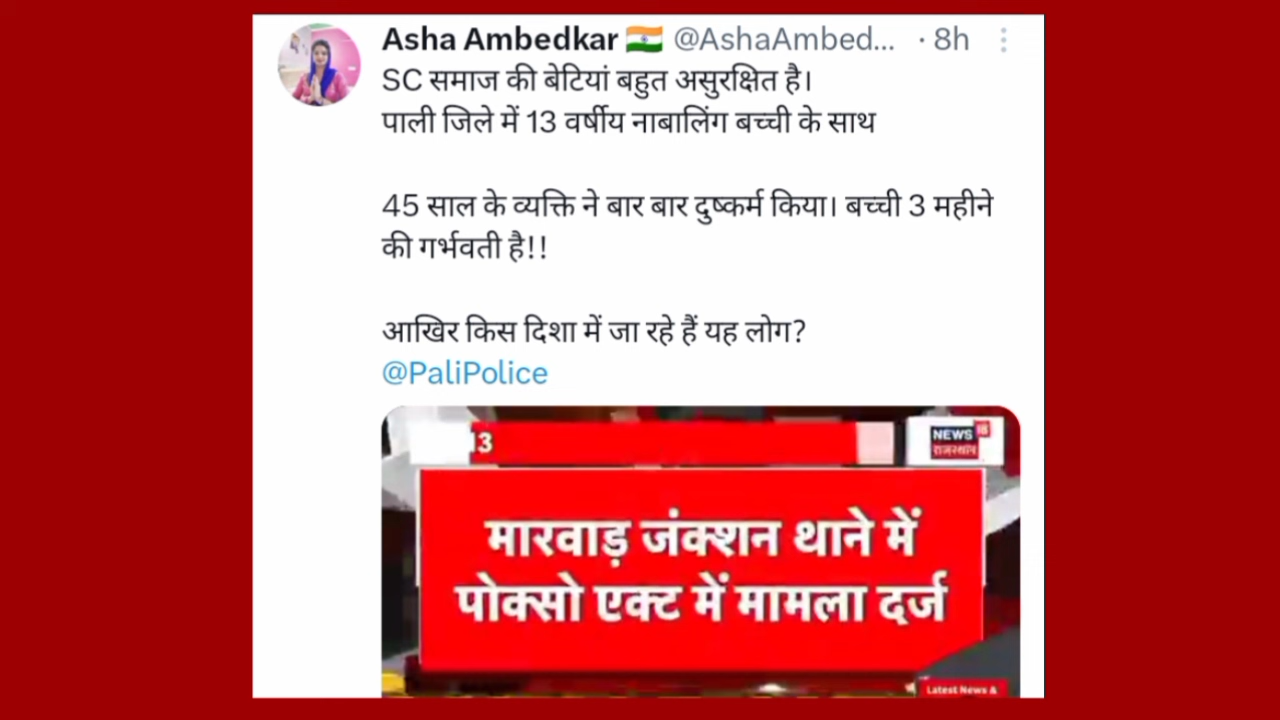 Asha Ambedkar 🇮🇳 @AshaAmbed... · 8h
SC समाज की बेटियां बहुत असुरक्षित है।
पाली जिले में 13 वर्षीय नाबालिंग बच्ची के साथ
45 साल के व्यक्ति ने बार बार दुष्कर्म किया। बच्ची 3 महीने
की गर्भवती है!!
आखिर किस दिशा में जा रहे हैं यह लोग?
@PaliPolice
13
NEWS 18
राजस्थान
मारवाड़ जंक्शन थाने में
पोक्सो एक्ट में मामला दर्ज
Latest News &